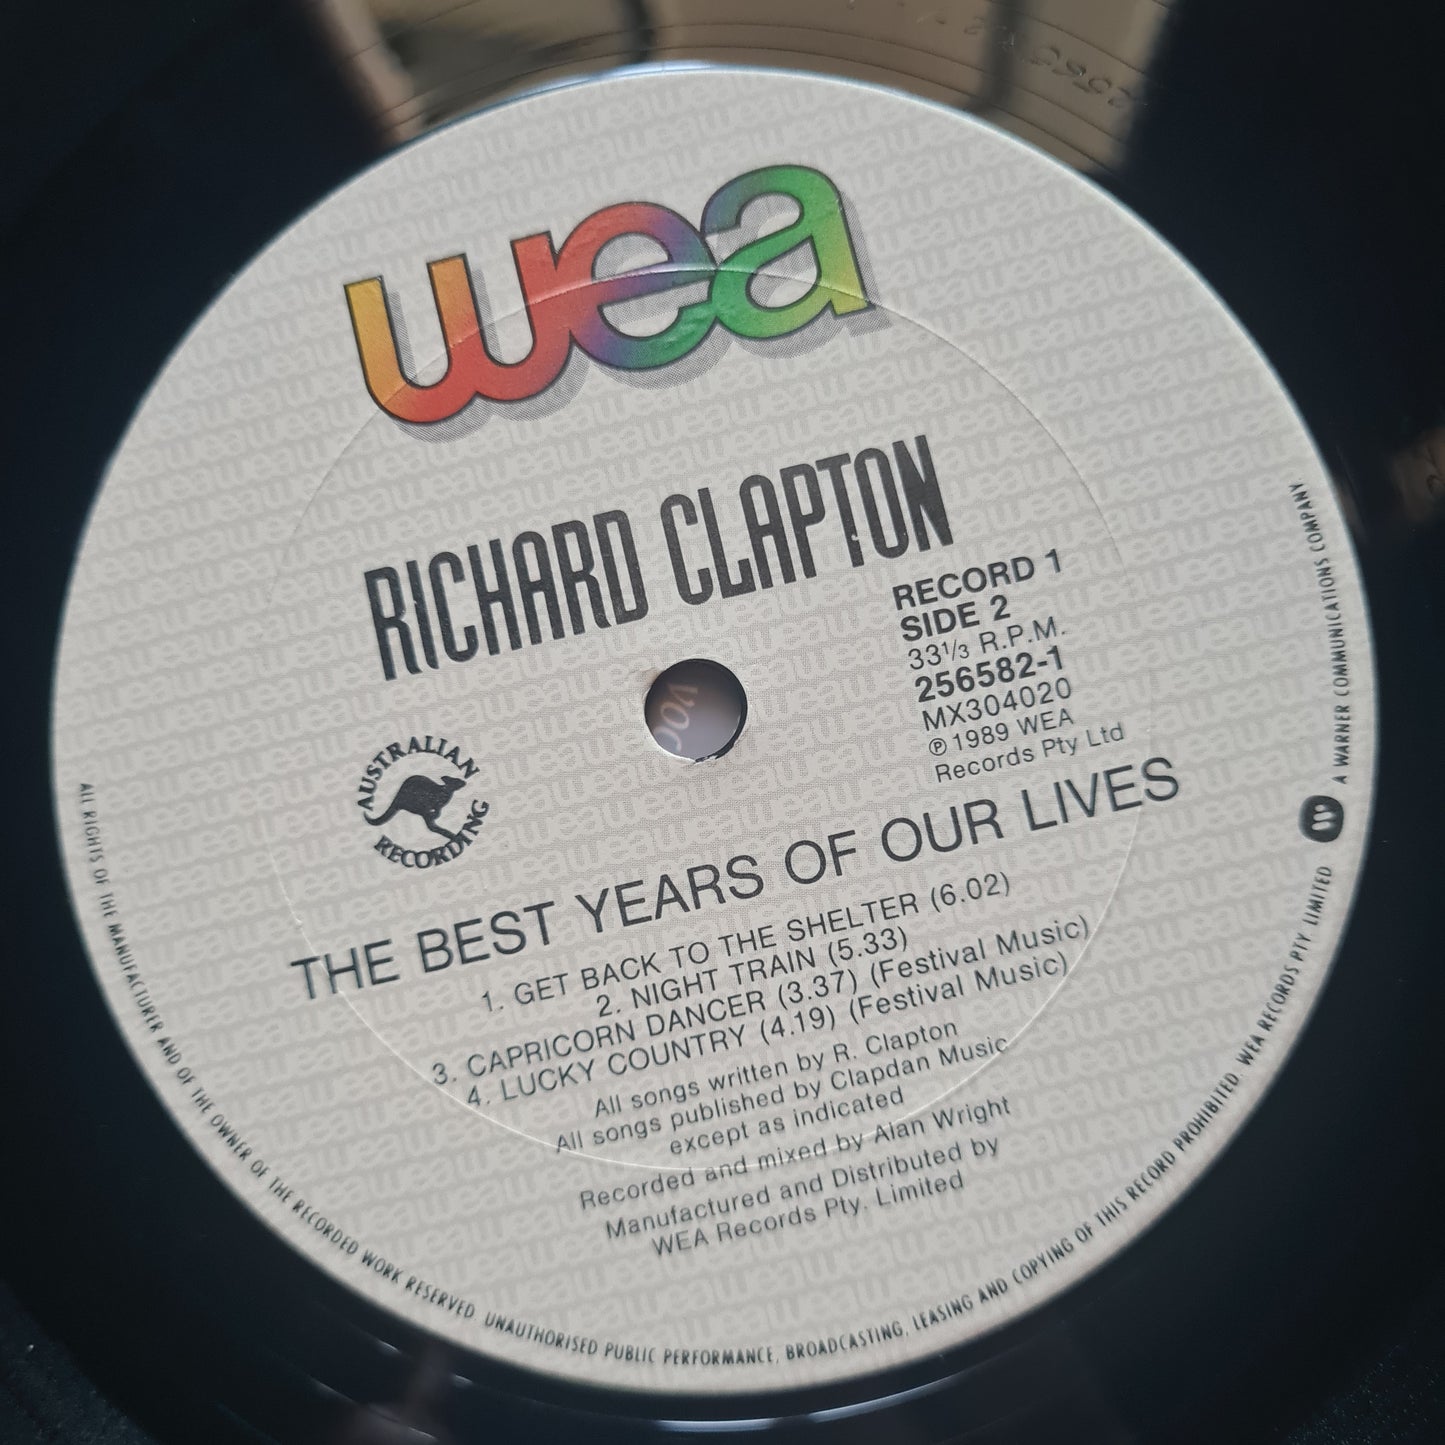 wea
RICHARD CLAPTON
RECORD 1
SIDE 2
33⅓ R.P.M.
256582-1
MX304020
℗ 1989 WEA
Records Pty Ltd
AUSTRALIAN
RECORDING
THE BEST YEARS OF OUR LIVES
1. GET BACK TO THE SHELTER (6.02)
2. NIGHT TRAIN (5.33)
3. CAPRICORN DANCER (3.37) (Festival Music)
4. LUCKY COUNTRY (4.19) (Festival Music)
All songs written by R. Clapton
All songs published by Clapdan Music
except as indicated
Recorded and mixed by Alan Wright
Manufactured and Distributed by
WEA Records Pty. Limited
ALL RIGHTS OF THE MANUFACTURER AND OF THE OWNER OF THE RECORDED WORK RESERVED. UNAUTHORISED PUBLIC PERFORMANCE, BROADCASTING, LEASING AND COPYING OF THIS RECORD PROHIBITED. WEA RECORDS PTY. LIMITED A WARNER COMMUNICATIONS COMPANY